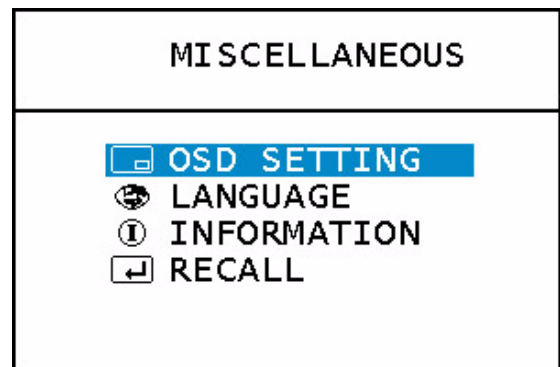 MISCELLANEOUS
OSD SETTING
LANGUAGE
INFORMATION
RECALL